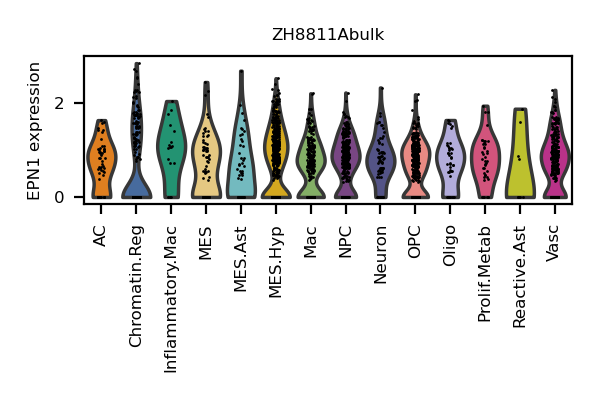 ZH8811Abulk
EPN1 expression
2
0
AC
Chromatin.Reg
Inflammatory.Mac
MES
MES.Ast
MES.Hyp
Mac
NPC
Neuron
OPC
Oligo
Prolif.Metab
Reactive.Ast
Vasc